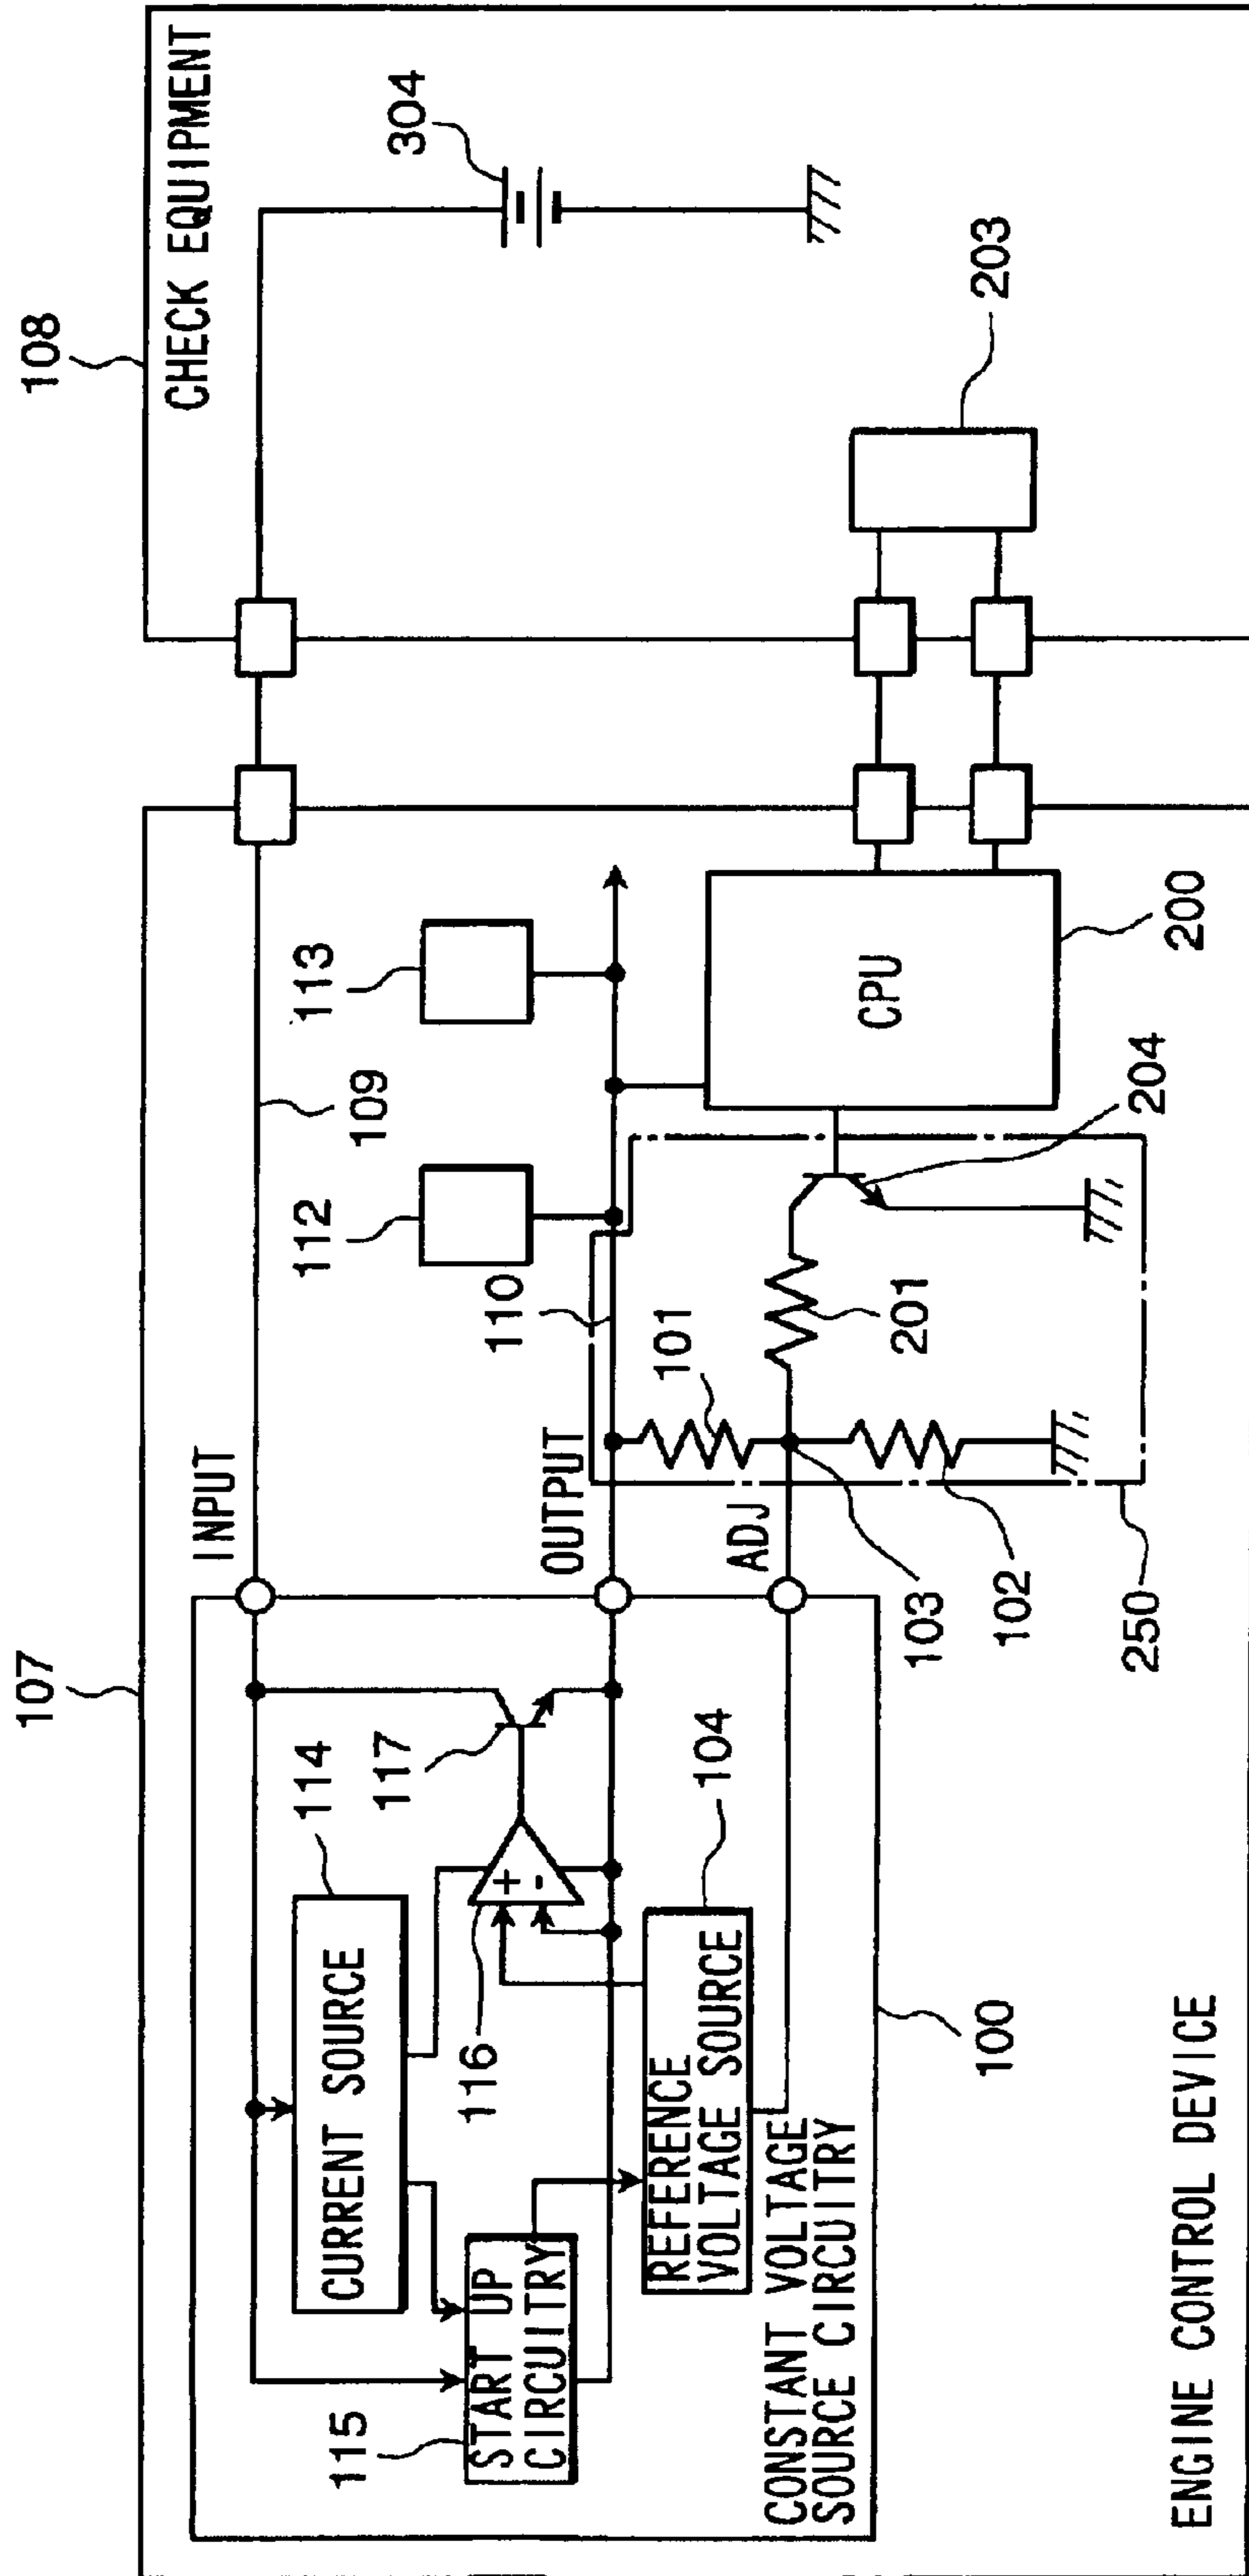 107
108
CHECK EQUIPMENT
304
203
INPUT
109
113
112
110
OUTPUT
101
ADJ
201
CPU
204
200
103
102
250
114
CURRENT SOURCE
117
116
115
START UP
CIRCUITRY
104
REFERENCE
VOLTAGE SOURCE
CONSTANT VOLTAGE
SOURCE CIRCUITRY
100
ENGINE CONTROL DEVICE
+
-